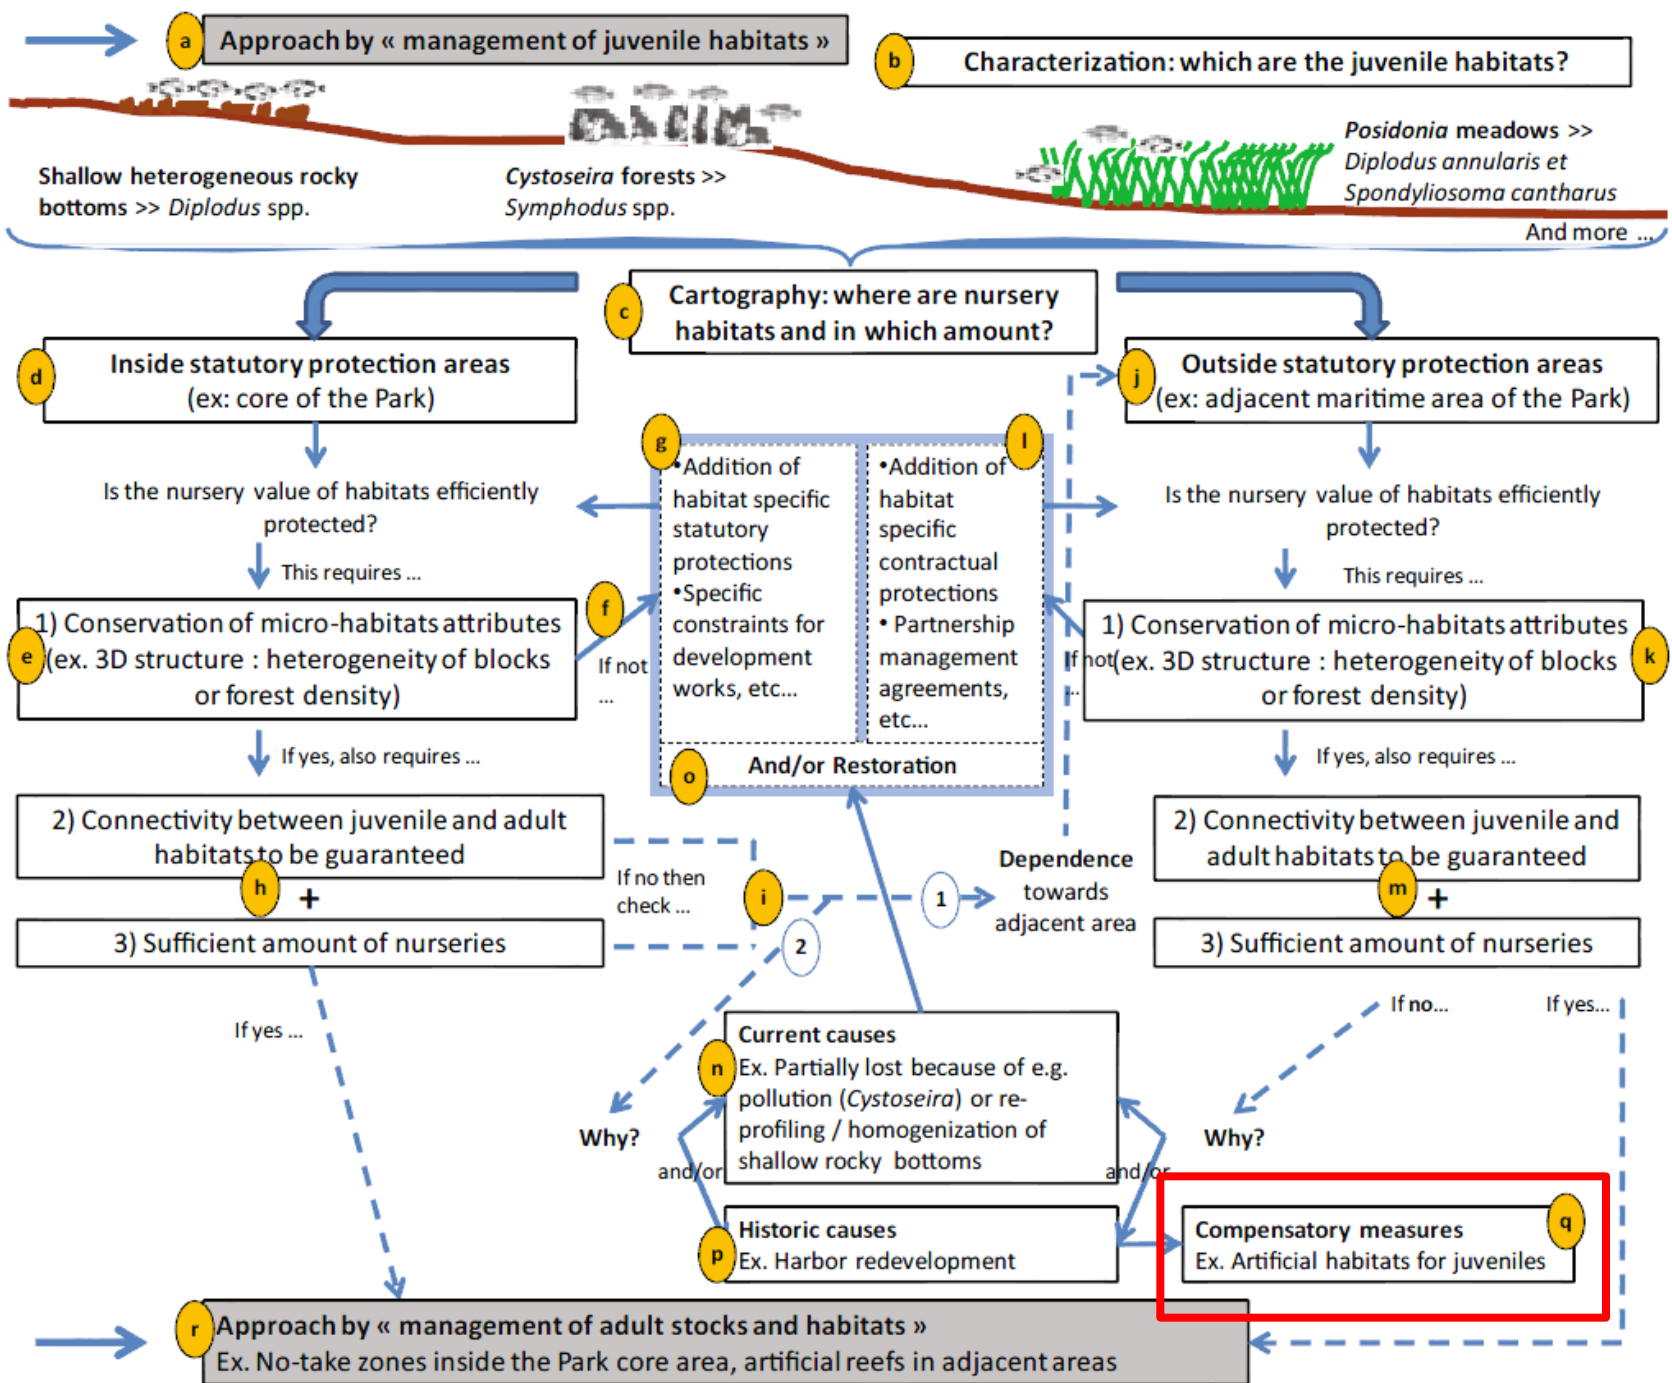 a
Approach by « management of juvenile habitats »
b
Characterization: which are the juvenile habitats?
Shallow heterogeneous rocky
bottoms >> Diplodus spp.
Cystoseira forests >>
Symphodus spp.
Posidonia meadows >>
Diplodus annularis et
Spondyliosoma cantharus
And more ...
c
Cartography: where are nursery
habitats and in which amount?
d
Inside statutory protection areas
(ex: core of the Park)
Is the nursery value of habitats efficiently
protected?
This requires ...
e
1) Conservation of micro-habitats attributes
(ex. 3D structure : heterogeneity of blocks
or forest density)
f
If not
...
If yes, also requires ...
2) Connectivity between juvenile and adult
habitats to be guaranteed
h
+
3) Sufficient amount of nurseries
If no then
check ...
i
1
2
If yes ...
g
•Addition of
habitat specific
statutory
protections
•Specific
constraints for
development
works, etc...
l
•Addition of
habitat
specific
contractual
protections
• Partnership
management
agreements,
etc...
o
And/or Restoration
Dependence
towards
adjacent area
j
Outside statutory protection areas
(ex: adjacent maritime area of the Park)
Is the nursery value of habitats efficiently
protected?
This requires ...
k
1) Conservation of micro-habitats attributes
(ex. 3D structure : heterogeneity of blocks
or forest density)
If not
...
If yes, also requires ...
2) Connectivity between juvenile and
adult habitats to be guaranteed
m
+
3) Sufficient amount of nurseries
If no...
If yes...
Why?
and/or
n
Current causes
Ex. Partially lost because of e.g.
pollution (Cystoseira) or re-
profiling / homogenization of
shallow rocky bottoms
Why?
and/or
p
Historic causes
Ex. Harbor redevelopment
q
Compensatory measures
Ex. Artificial habitats for juveniles
r
Approach by « management of adult stocks and habitats »
Ex. No-take zones inside the Park core area, artificial reefs in adjacent areas